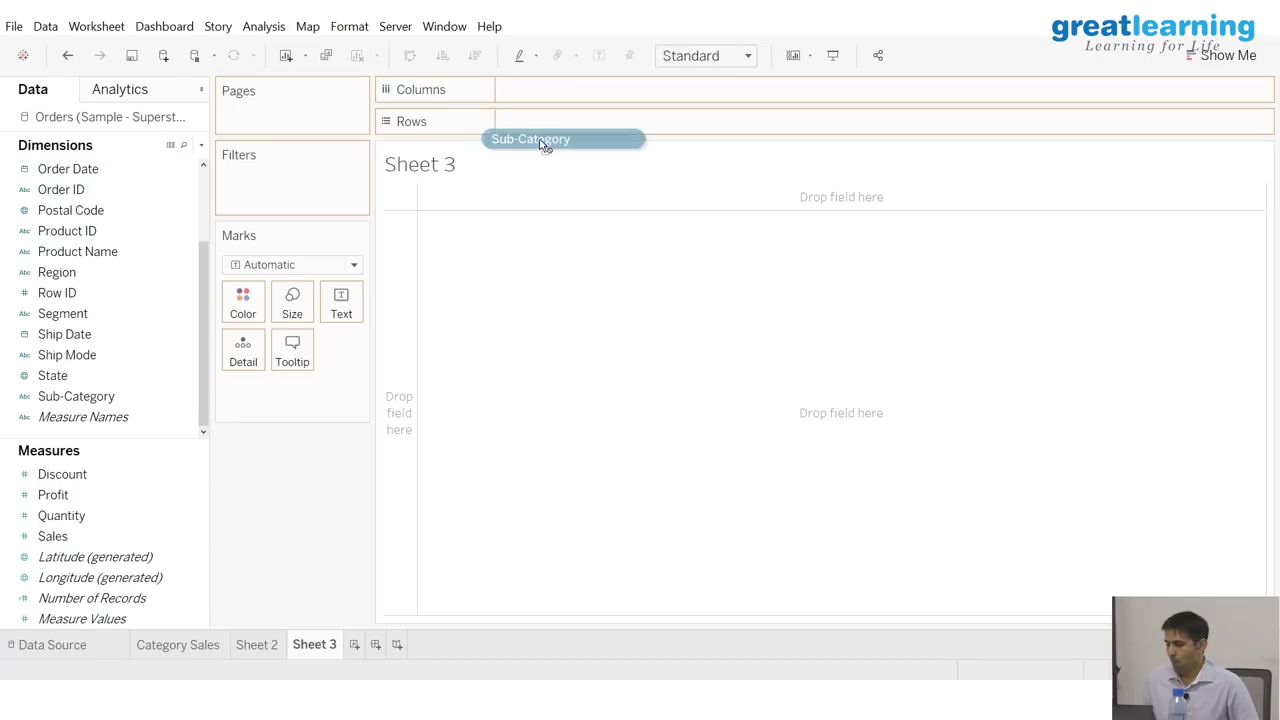 File Data Worksheet Dashboard Story Analysis Map Format Server Window Help
greatlearning
Learning for Life
Standard
Show Me
Data Analytics
Orders (Sample - Superst...
Dimensions
Order Date
Order ID
Postal Code
Product ID
Product Name
Region
Row ID
Segment
Ship Date
Ship Mode
State
Sub-Category
Measure Names
Measures
Discount
Profit
Quantity
Sales
Latitude (generated)
Longitude (generated)
Number of Records
Measure Values
Pages
Filters
Marks
Automatic
Color Size Text
Detail Tooltip
Columns
Rows
Sub-Category
Sheet 3
Drop field here
Drop
field
here
Drop field here
Data Source Category Sales Sheet 2 Sheet 3